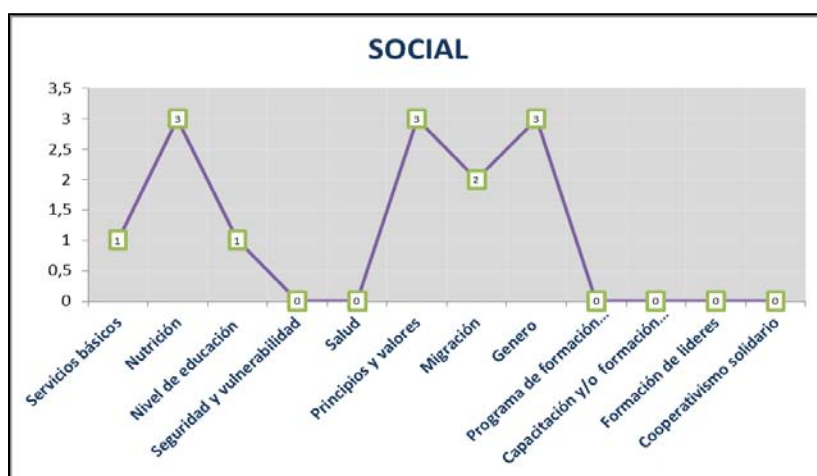 SOCIAL
3,5
3
2,5
2
1,5
1
0,5
0
1
3
1
0
0
3
2
3
0
0
0
0
Servicios básicos
Nutrición
Nivel de educación
Seguridad y vulnerabilidad
Salud
Principios y valores
Migración
Genero
Programa de formación...
Capacitación y/o formación...
Formación de lideres
Cooperativismo solidario